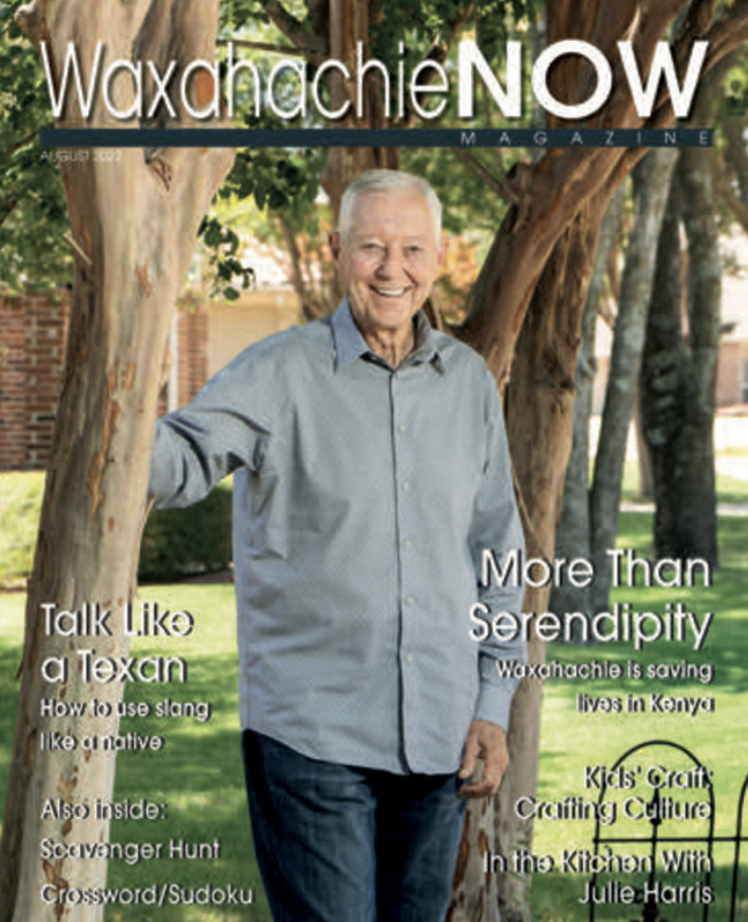 WaxahachieNOW
MAGAZINE
AUGUST 2022
Talk Like
a Texan
How to use slang
like a native
Also inside:
Scavenger Hunt
Crossword/Sudoku
More Than
Serendipity
Waxahachie is saving
lives in Kenya
Kids' Craft:
Crafting Culture
In the Kitchen With
Julie Harris